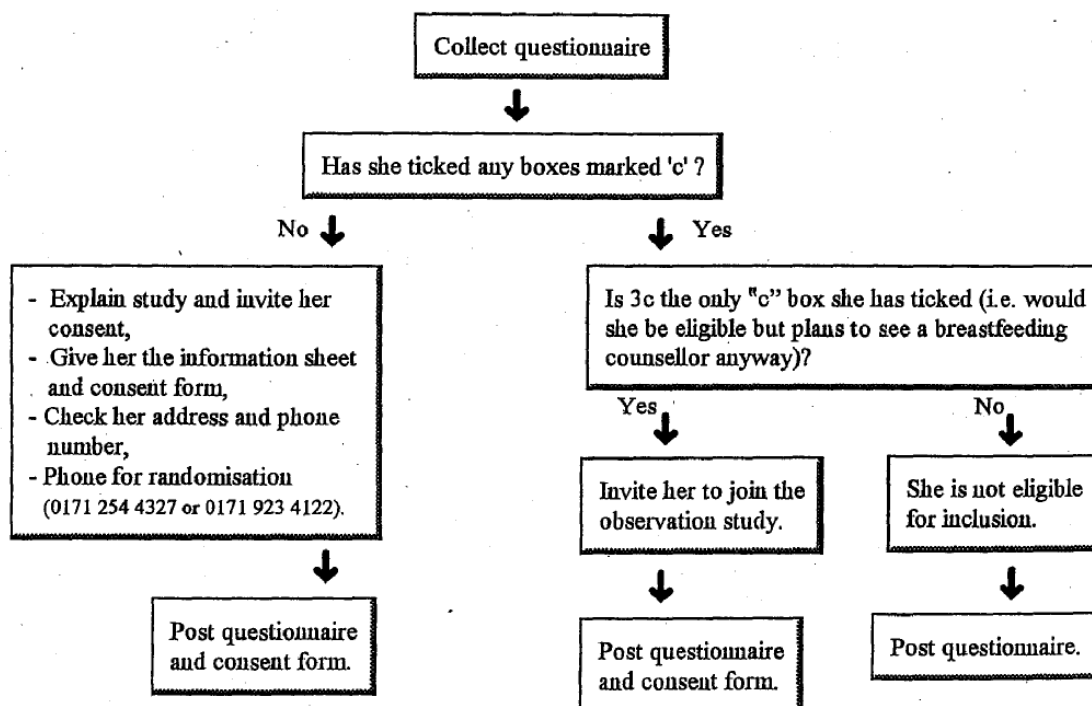 Collect questionnaire
Has she ticked any boxes marked 'c' ?
No
Yes
- Explain study and invite her
consent,
- Give her the information sheet
and consent form,
- Check her address and phone
number,
- Phone for randomisation
(0171 254 4327 or 0171 923 4122).
Post questionnaire
and consent form.
Is 3c the only "c" box she has ticked (i.e. would
she be eligible but plans to see a breastfeeding
counsellor anyway)?
Yes
No
Invite her to join the
observation study.
She is not eligible
for inclusion.
Post questionnaire
and consent form.
Post questionnaire.